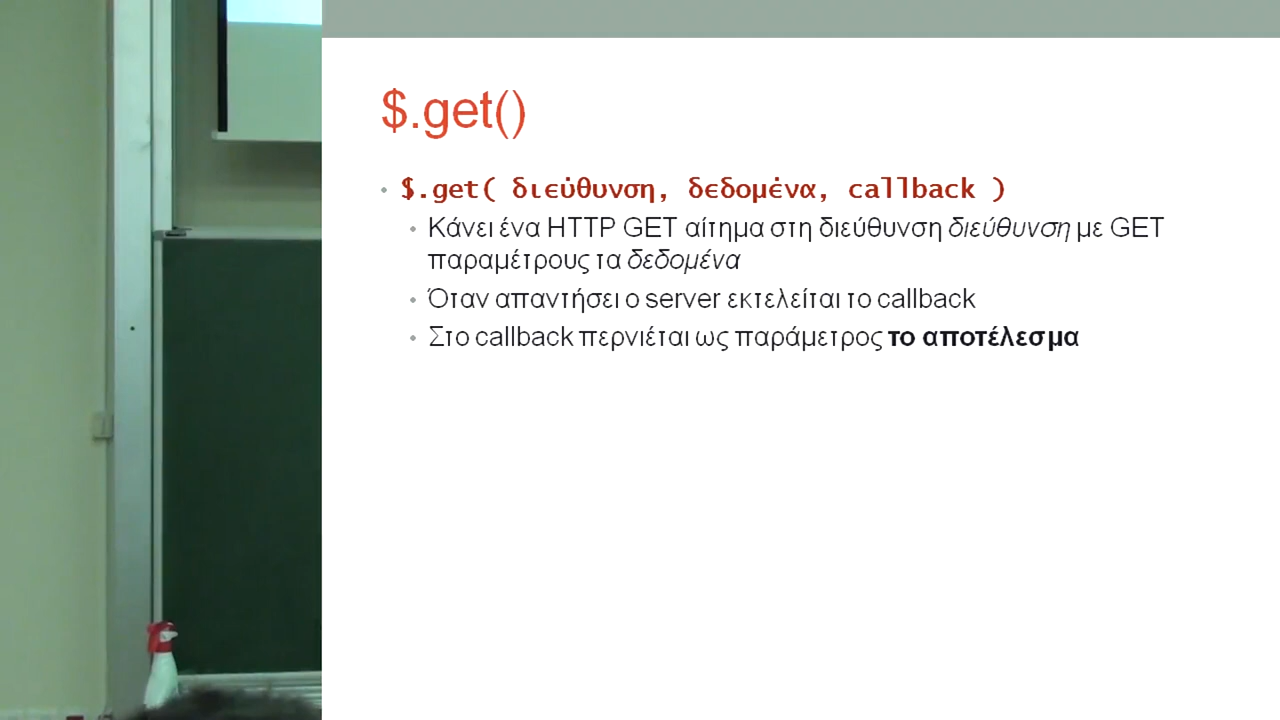 $.get()
$.get( διεύθυνση, δεδομένα, callback )
Κάνει ένα HTTP GET αίτημα στη διεύθυνση διεύθυνση με GET
παραμέτρους τα δεδομένα
Όταν απαντήσει ο server εκτελείται το callback
Στο callback περνιέται ως παράμετρος το αποτέλεσμα